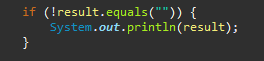 if (!result.equals("")) {
    System.out.println(result);
}